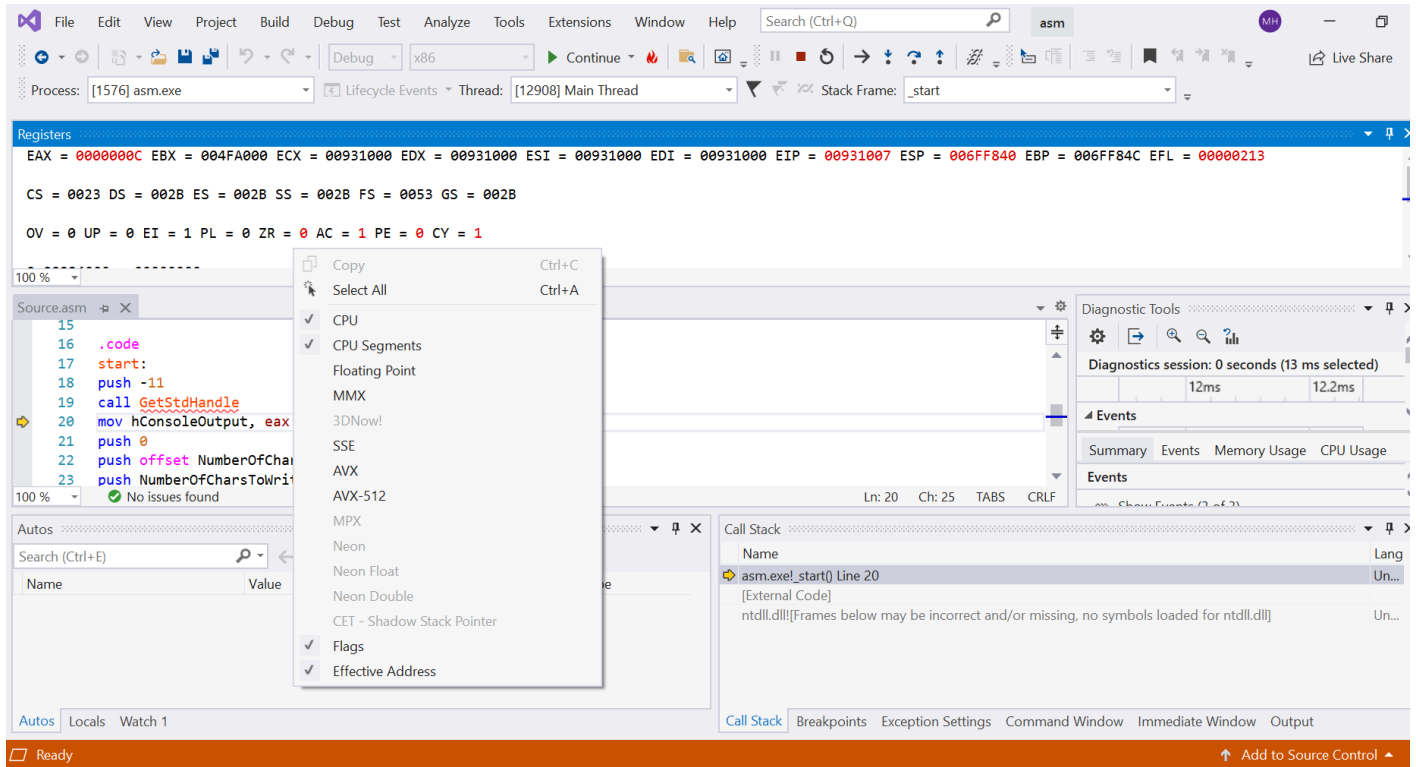 File Edit View Project Build Debug Test Analyze Tools Extensions Window Help Search (Ctrl+Q) asm MH
Debug x86 Continue Live Share
Process: [1576] asm.exe Lifecycle Events Thread: [12908] Main Thread Stack Frame: _start
Registers
EAX = 0000000C EBX = 004FA000 ECX = 00931000 EDX = 00931000 ESI = 00931000 EDI = 00931000 EIP = 00931007 ESP = 006FF840 EBP = 006FF84C EFL = 00000213
CS = 0023 DS = 002B ES = 002B SS = 002B FS = 0053 GS = 002B
OV = 0 UP = 0 EI = 1 PL = 0 ZR = 0 AC = 1 PE = 0 CY = 1
100 %
Copy Ctrl+C
Select All Ctrl+A
CPU
CPU Segments
Floating Point
MMX
3DNow!
SSE
AVX
AVX-512
MPX
Neon
Neon Float
Neon Double
CET - Shadow Stack Pointer
Flags
Effective Address
Source.asm
15
16 .code
17 start:
18 push -11
19 call GetStdHandle
20 mov hConsoleOutput, eax
21 push 0
22 push offset NumberOfChar
23 push NumberOfCharsToWrit
100 % No issues found Ln: 20 Ch: 25 TABS CRLF
Diagnostic Tools
Diagnostics session: 0 seconds (13 ms selected)
12ms 12.2ms
Events
Summary Events Memory Usage CPU Usage
Events
Show Events (2 of 2)
Autos
Search (Ctrl+E)
Name Value
Autos Locals Watch 1
Call Stack
Name Lang
asm.exe!_start() Line 20 Un...
[External Code]
ntdll.dll![Frames below may be incorrect and/or missing, no symbols loaded for ntdll.dll] Un...
Call Stack Breakpoints Exception Settings Command Window Immediate Window Output
Ready Add to Source Control